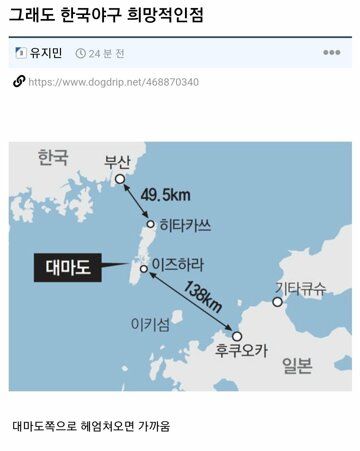 그래도 한국야구 희망적인점
유지민 24 분 전
https://www.dogdrip.net/468870340
한국
부산
49.5km
히타카쓰
대마도
이즈하라
138km
기타큐슈
이키섬
후쿠오카
일본
대마도쪽으로 헤엄쳐오면 가까움